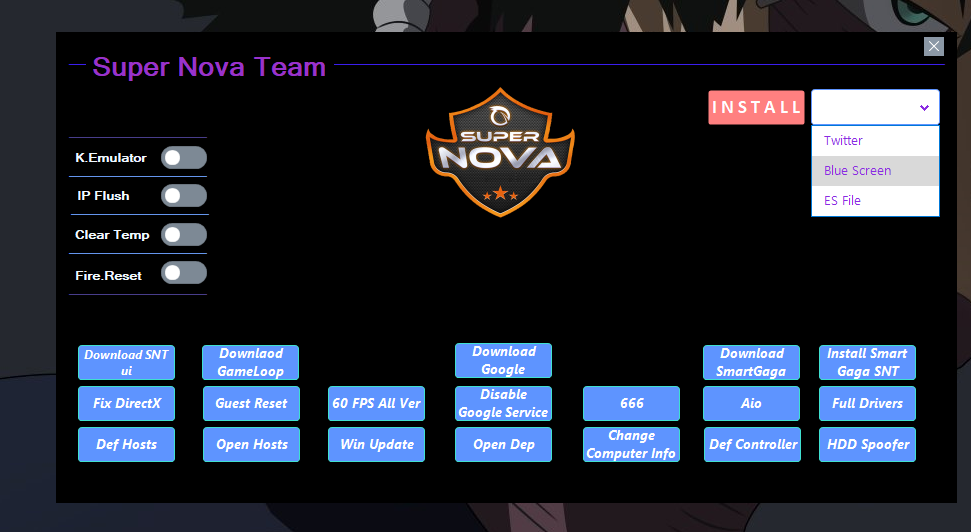 Super Nova Team
SUPER
NOVA
INSTALL
Twitter
Blue Screen
ES File
K.Emulator
IP Flush
Clear Temp
Fire.Reset
Download SNT
ui
Downlaod
GameLoop
Download
Google
Download
SmartGaga
Install Smart
Gaga SNT
Fix DirectX
Guest Reset
60 FPS All Ver
Disable
Google Service
666
Aio
Full Drivers
Def Hosts
Open Hosts
Win Update
Open Dep
Change
Computer Info
Def Controller
HDD Spoofer